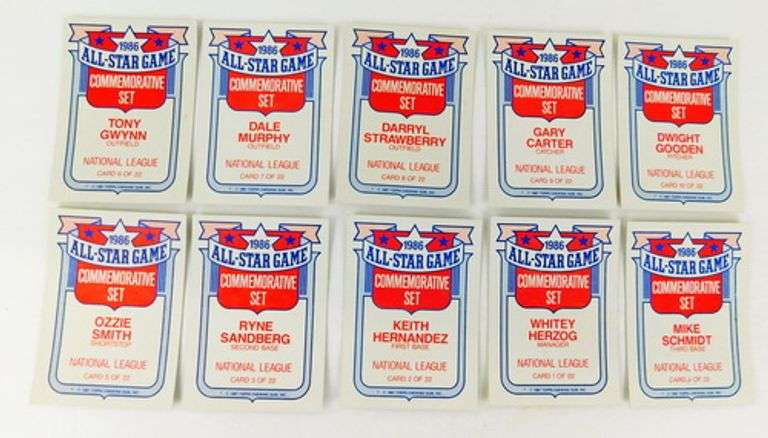 1986
ALL-STAR GAME
COMMEMORATIVE
SET
TONY
GWYNN
OUTFIELD
NATIONAL LEAGUE
CARD 6 OF 22
1986
ALL-STAR GAME
COMMEMORATIVE
SET
DALE
MURPHY
OUTFIELD
NATIONAL LEAGUE
CARD 7 OF 22
1986
ALL-STAR GAME
COMMEMORATIVE
SET
DARRYL
STRAWBERRY
OUTFIELD
NATIONAL LEAGUE
CARD 8 OF 22
1986
ALL-STAR GAME
COMMEMORATIVE
SET
GARY
CARTER
CATCHER
NATIONAL LEAGUE
CARD 9 OF 22
1986
ALL-STAR GAME
COMMEMORATIVE
SET
DWIGHT
GOODEN
PITCHER
NATIONAL LEAGUE
CARD 10 OF 22
1986
ALL-STAR GAME
COMMEMORATIVE
SET
OZZIE
SMITH
SHORTSTOP
NATIONAL LEAGUE
CARD 5 OF 22
1986
ALL-STAR GAME
COMMEMORATIVE
SET
RYNE
SANDBERG
SECOND BASE
NATIONAL LEAGUE
CARD 3 OF 22
1986
ALL-STAR GAME
COMMEMORATIVE
SET
KEITH
HERNANDEZ
FIRST BASE
NATIONAL LEAGUE
CARD 2 OF 22
1986
ALL-STAR GAME
COMMEMORATIVE
SET
WHITEY
HERZOG
MANAGER
NATIONAL LEAGUE
CARD 1 OF 22
1986
ALL-STAR GAME
COMMEMORATIVE
SET
MIKE
SCHMIDT
THIRD BASE
NATIONAL LEAGUE
CARD OF 22